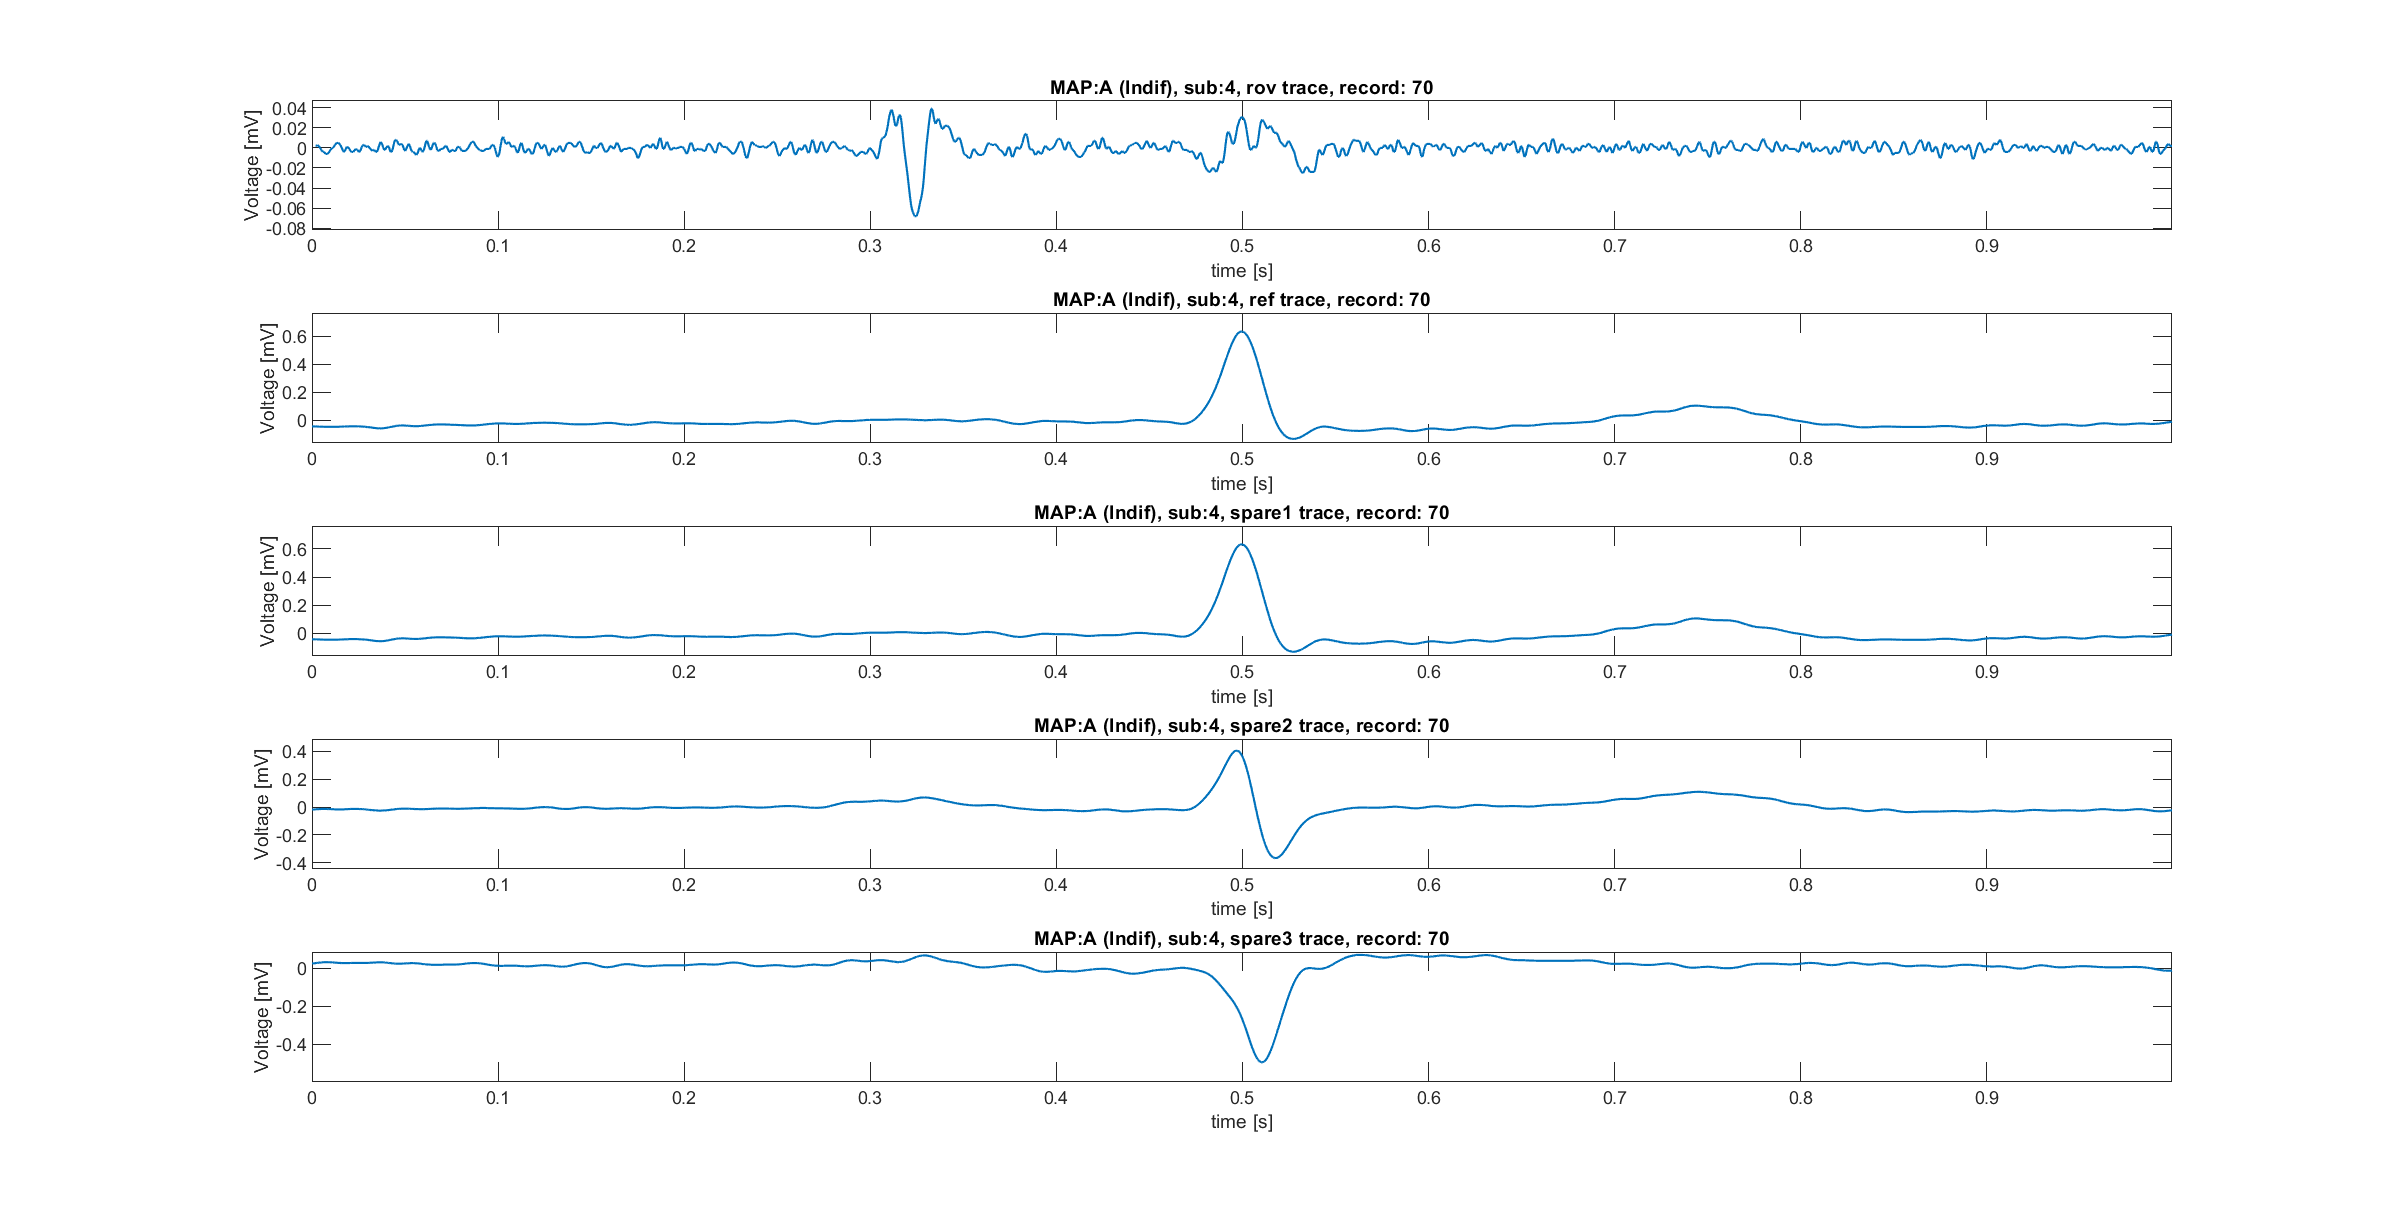 MAP:A (Indif), sub:4, rov trace, record: 70
Voltage [mV]
0.04
0.02
0
-0.02
-0.04
-0.06
-0.08
0 0.1 0.2 0.3 0.4 0.5 0.6 0.7 0.8 0.9
time [s]
MAP:A (Indif), sub:4, ref trace, record: 70
Voltage [mV]
0.6
0.4
0.2
0
0 0.1 0.2 0.3 0.4 0.5 0.6 0.7 0.8 0.9
time [s]
MAP:A (Indif), sub:4, spare1 trace, record: 70
Voltage [mV]
0.6
0.4
0.2
0
0 0.1 0.2 0.3 0.4 0.5 0.6 0.7 0.8 0.9
time [s]
MAP:A (Indif), sub:4, spare2 trace, record: 70
Voltage [mV]
0.4
0.2
0
-0.2
-0.4
0 0.1 0.2 0.3 0.4 0.5 0.6 0.7 0.8 0.9
time [s]
MAP:A (Indif), sub:4, spare3 trace, record: 70
Voltage [mV]
0
-0.2
-0.4
0 0.1 0.2 0.3 0.4 0.5 0.6 0.7 0.8 0.9
time [s]